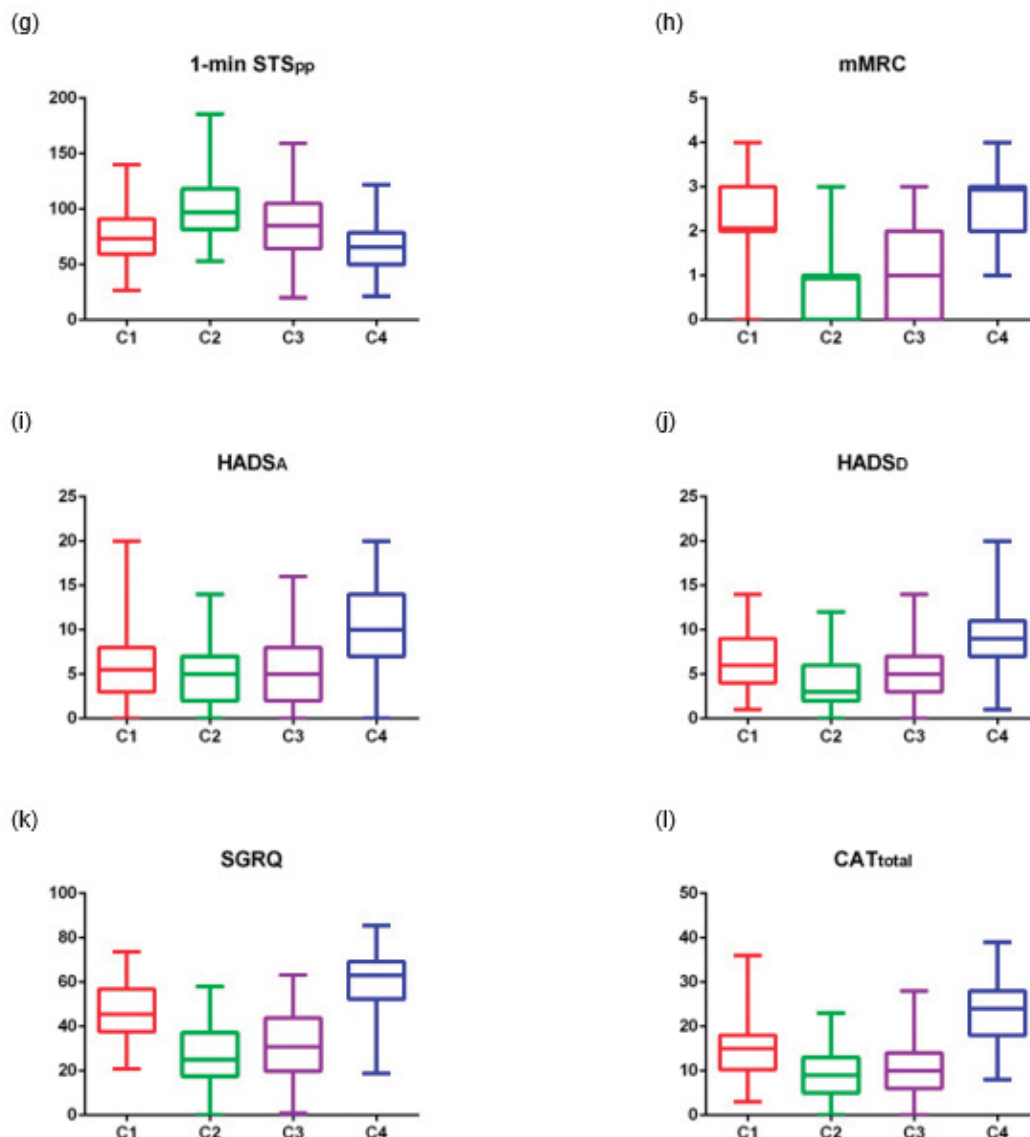 (g)
1-min STSpp
200
150
100
50
0
C1 C2 C3 C4
(h)
mMRC
5
4
3
2
1
0
C1 C2 C3 C4
(i)
HADSA
25
20
15
10
5
0
C1 C2 C3 C4
(j)
HADSD
25
20
15
10
5
0
C1 C2 C3 C4
(k)
SGRQ
100
80
60
40
20
0
C1 C2 C3 C4
(l)
CATtotal
50
40
30
20
10
0
C1 C2 C3 C4